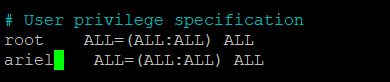 # User privilege specification
root    ALL=(ALL:ALL) ALL
ariel    ALL=(ALL:ALL) ALL